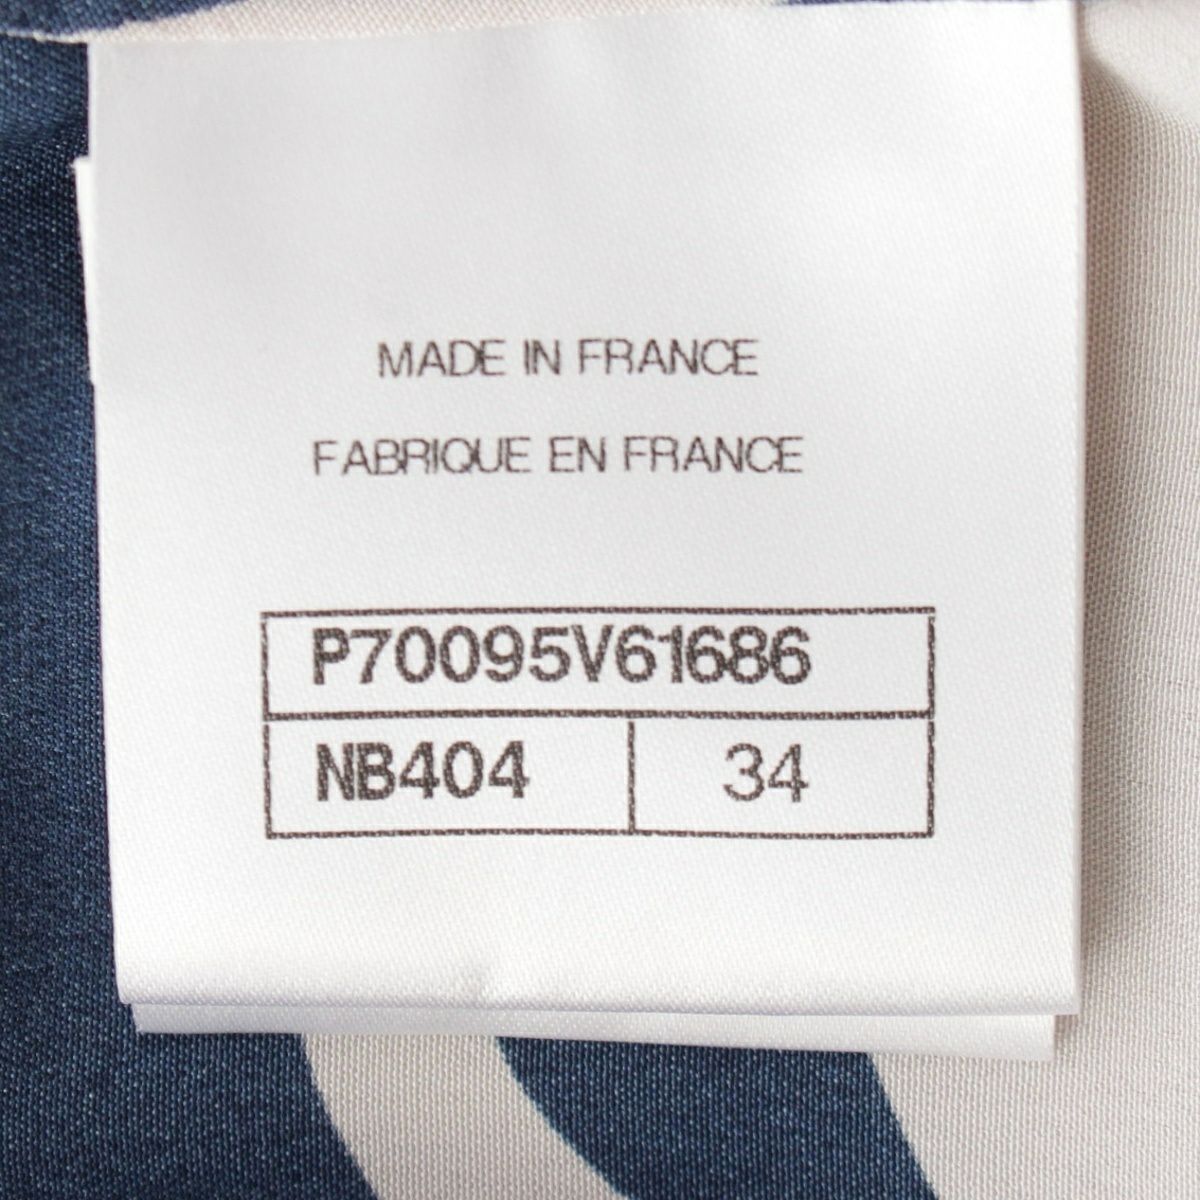 MADE IN FRANCE
FABRIQUE EN FRANCE
P70095V61686
NB404 34